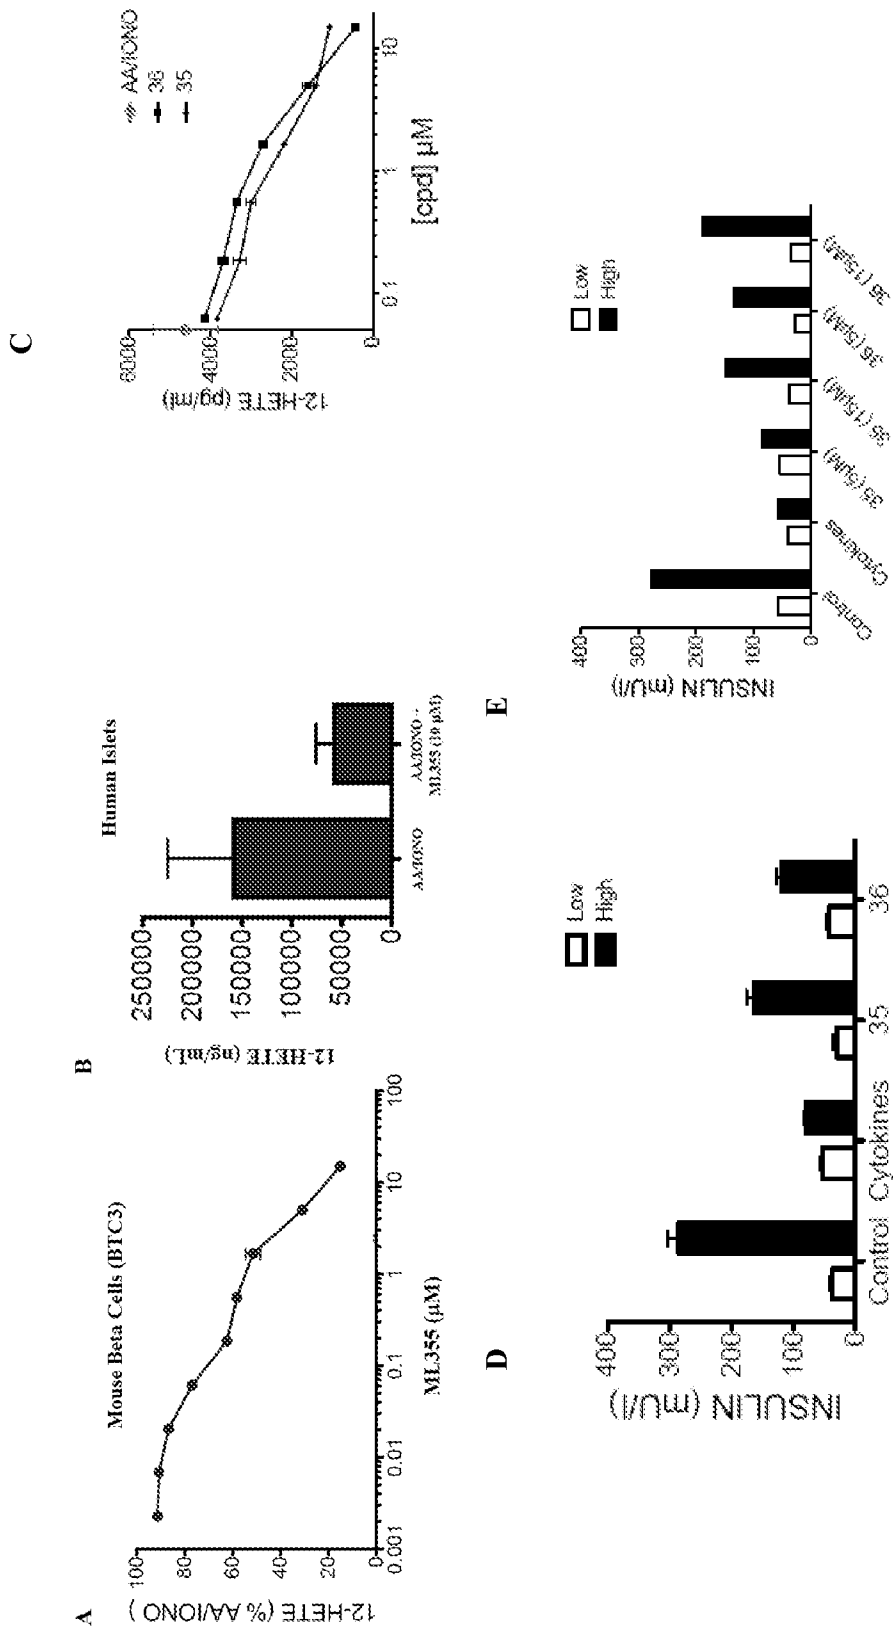 A
Mouse Beta Cells (BTC3)
12-HETE (% AA/IONO )
100
80
60
40
20
0
0.001
0.01
0.1
1
10
100
ML355 (µM)
B
Human Islets
12-HETE (ng/mL)
250000
200000
150000
100000
50000
0
AA/IONO
AA/IONO +
ML355 (10 µM)
C
12-HETE (pg/ml)
6000
4000
2000
0
0.1
1
10
[cpd] µM
AA/IONO
36
35
D
INSULIN (mU/l)
400
300
200
100
0
Control
Cytokines
35
36
Low
High
E
INSULIN (mU/l)
400
300
200
100
0
Control
Cytokines
35 (5µM)
35 (15µM)
36 (5µM)
36 (15µM)
Low
High